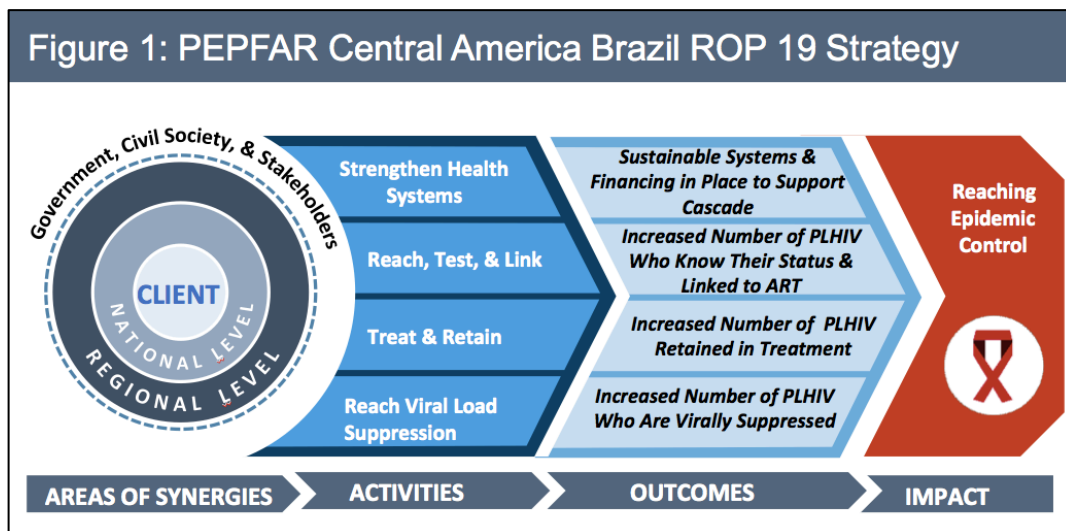 Figure 1: PEPFAR Central America Brazil ROP 19 Strategy
Government, Civil Society, & Stakeholders
CLIENT
NATIONAL LEVEL
REGIONAL LEVEL
Strengthen Health
Systems
Reach, Test, & Link
Treat & Retain
Reach Viral Load
Suppression
Sustainable Systems &
Financing in Place to Support
Cascade
Increased Number of PLHIV
Who Know Their Status &
Linked to ART
Increased Number of PLHIV
Retained in Treatment
Increased Number of PLHIV
Who Are Virally Suppressed
Reaching
Epidemic
Control
AREAS OF SYNERGIES
ACTIVITIES
OUTCOMES
IMPACT